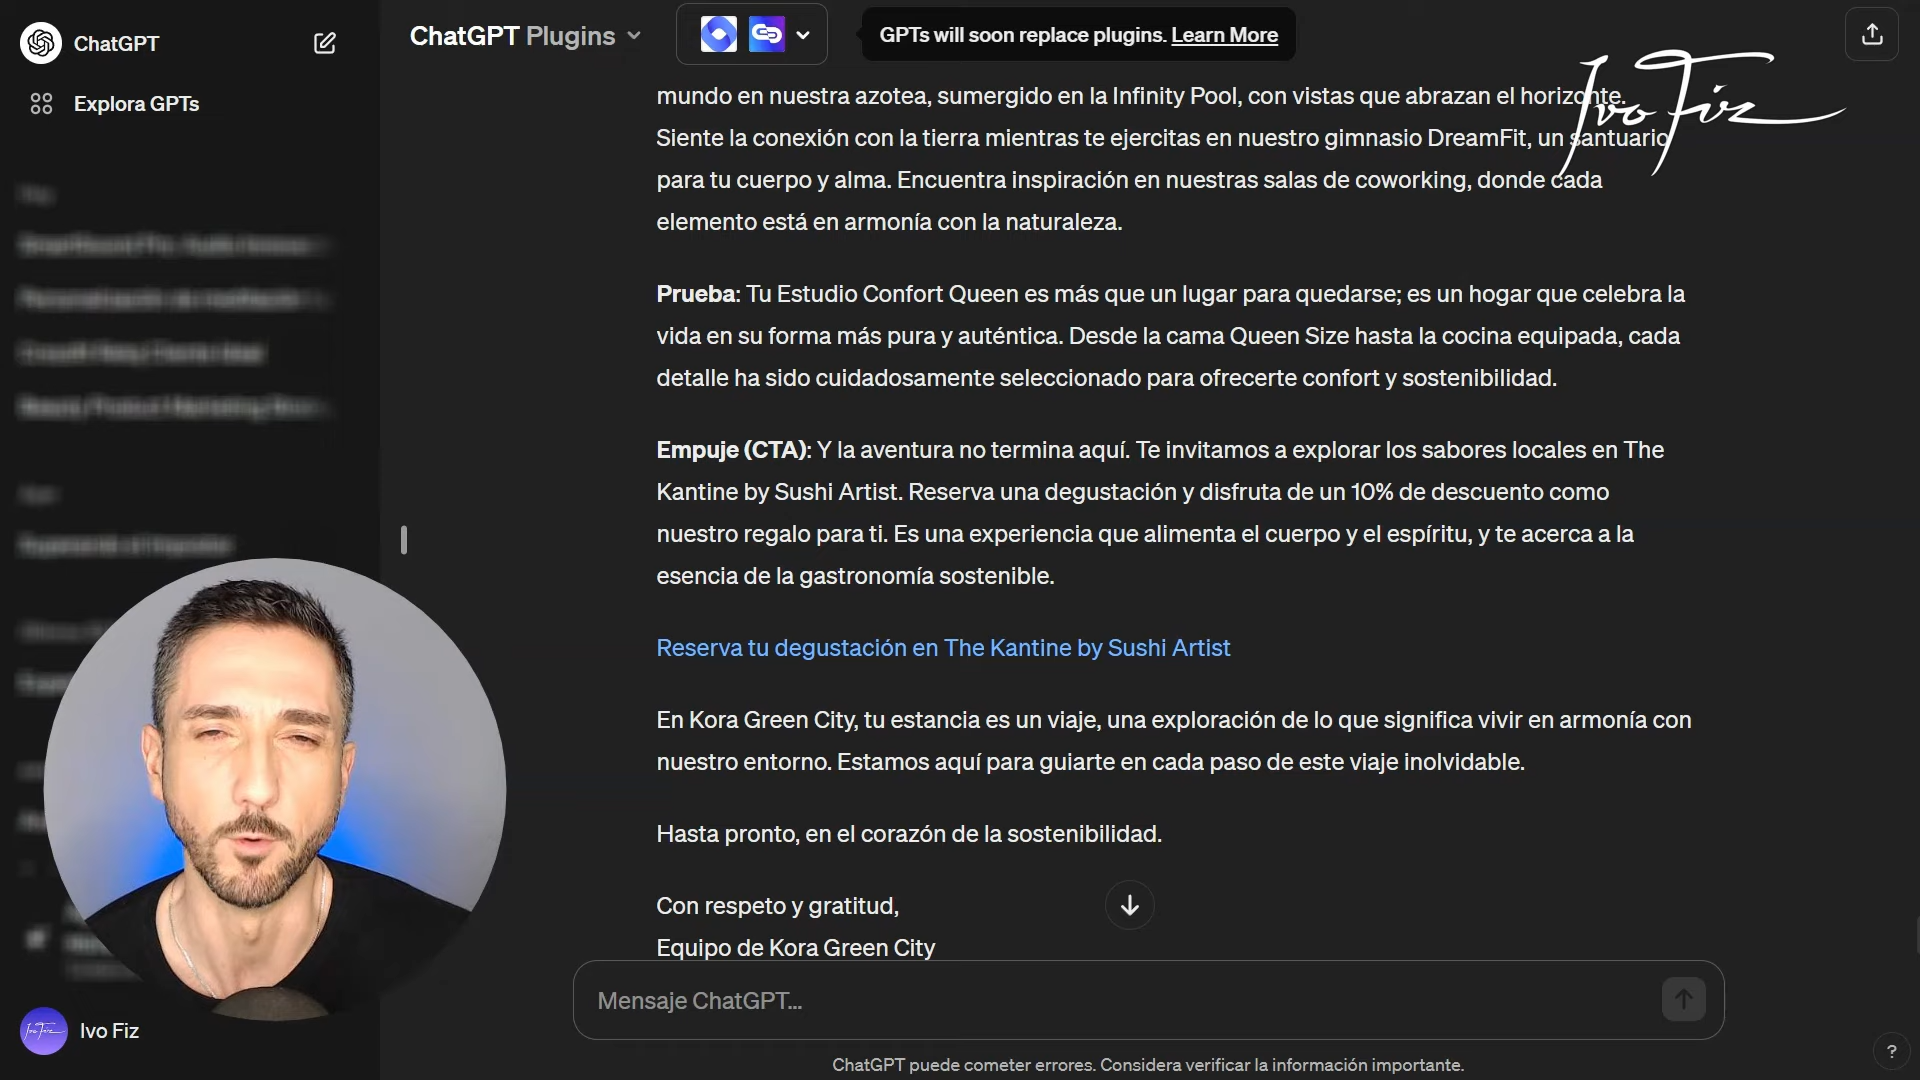 ChatGPT
Explora GPTs
ChatGPT Plugins
GPTs will soon replace plugins. Learn More
Ivo Fiz
mundo en nuestra azotea, sumergido en la Infinity Pool, con vistas que abrazan el horizonte.
Siente la conexión con la tierra mientras te ejercitas en nuestro gimnasio DreamFit, un santuario
para tu cuerpo y alma. Encuentra inspiración en nuestras salas de coworking, donde cada
elemento está en armonía con la naturaleza.
Prueba: Tu Estudio Confort Queen es más que un lugar para quedarse; es un hogar que celebra la
vida en su forma más pura y auténtica. Desde la cama Queen Size hasta la cocina equipada, cada
detalle ha sido cuidadosamente seleccionado para ofrecerte confort y sostenibilidad.
Empuje (CTA): Y la aventura no termina aquí. Te invitamos a explorar los sabores locales en The
Kantine by Sushi Artist. Reserva una degustación y disfruta de un 10% de descuento como
nuestro regalo para ti. Es una experiencia que alimenta el cuerpo y el espíritu, y te acerca a la
esencia de la gastronomía sostenible.
Reserva tu degustación en The Kantine by Sushi Artist
En Kora Green City, tu estancia es un viaje, una exploración de lo que significa vivir en armonía con
nuestro entorno. Estamos aquí para guiarte en cada paso de este viaje inolvidable.
Hasta pronto, en el corazón de la sostenibilidad.
Con respeto y gratitud,
Equipo de Kora Green City
Mensaje ChatGPT...
Ivo Fiz
Ivo Fiz
ChatGPT puede cometer errores. Considera verificar la información importante.
?